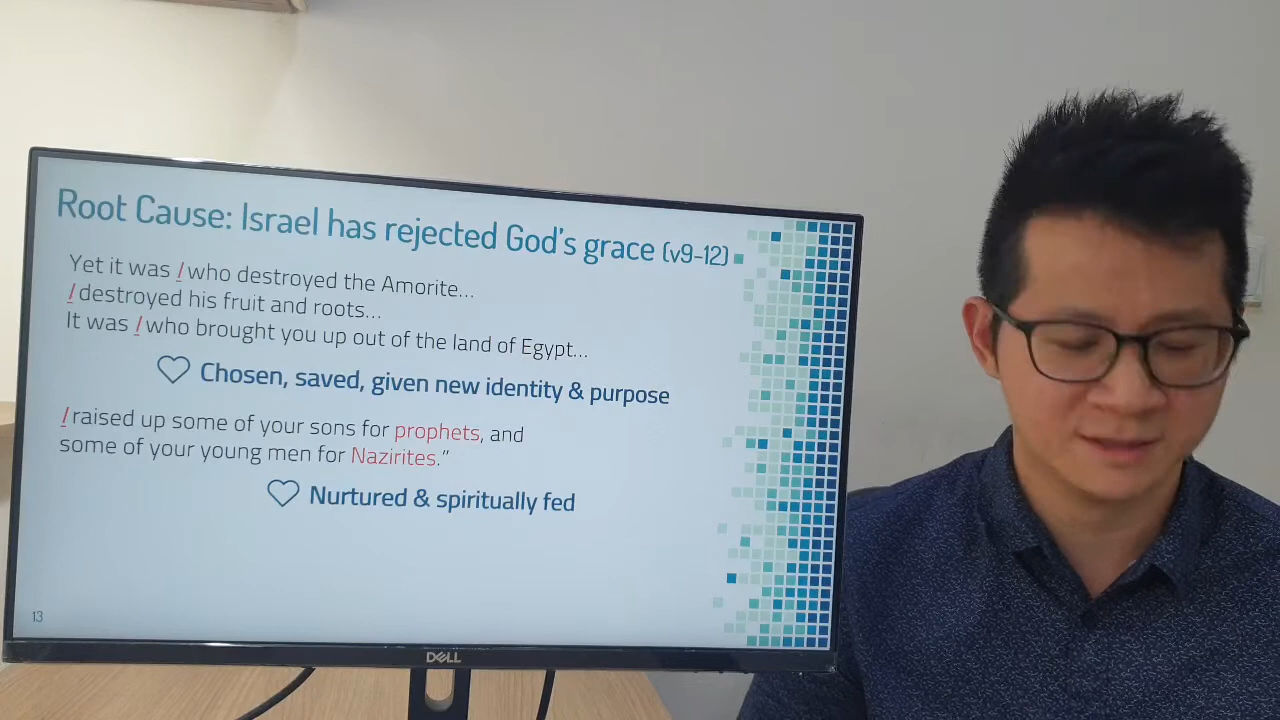 Root Cause: Israel has rejected God's grace (v9-12)
Yet it was I who destroyed the Amorite...
I destroyed his fruit and roots...
It was I who brought you up out of the land of Egypt...
Chosen, saved, given new identity & purpose
I raised up some of your sons for prophets, and
some of your young men for Nazirites."
Nurtured & spiritually fed
13
DELL